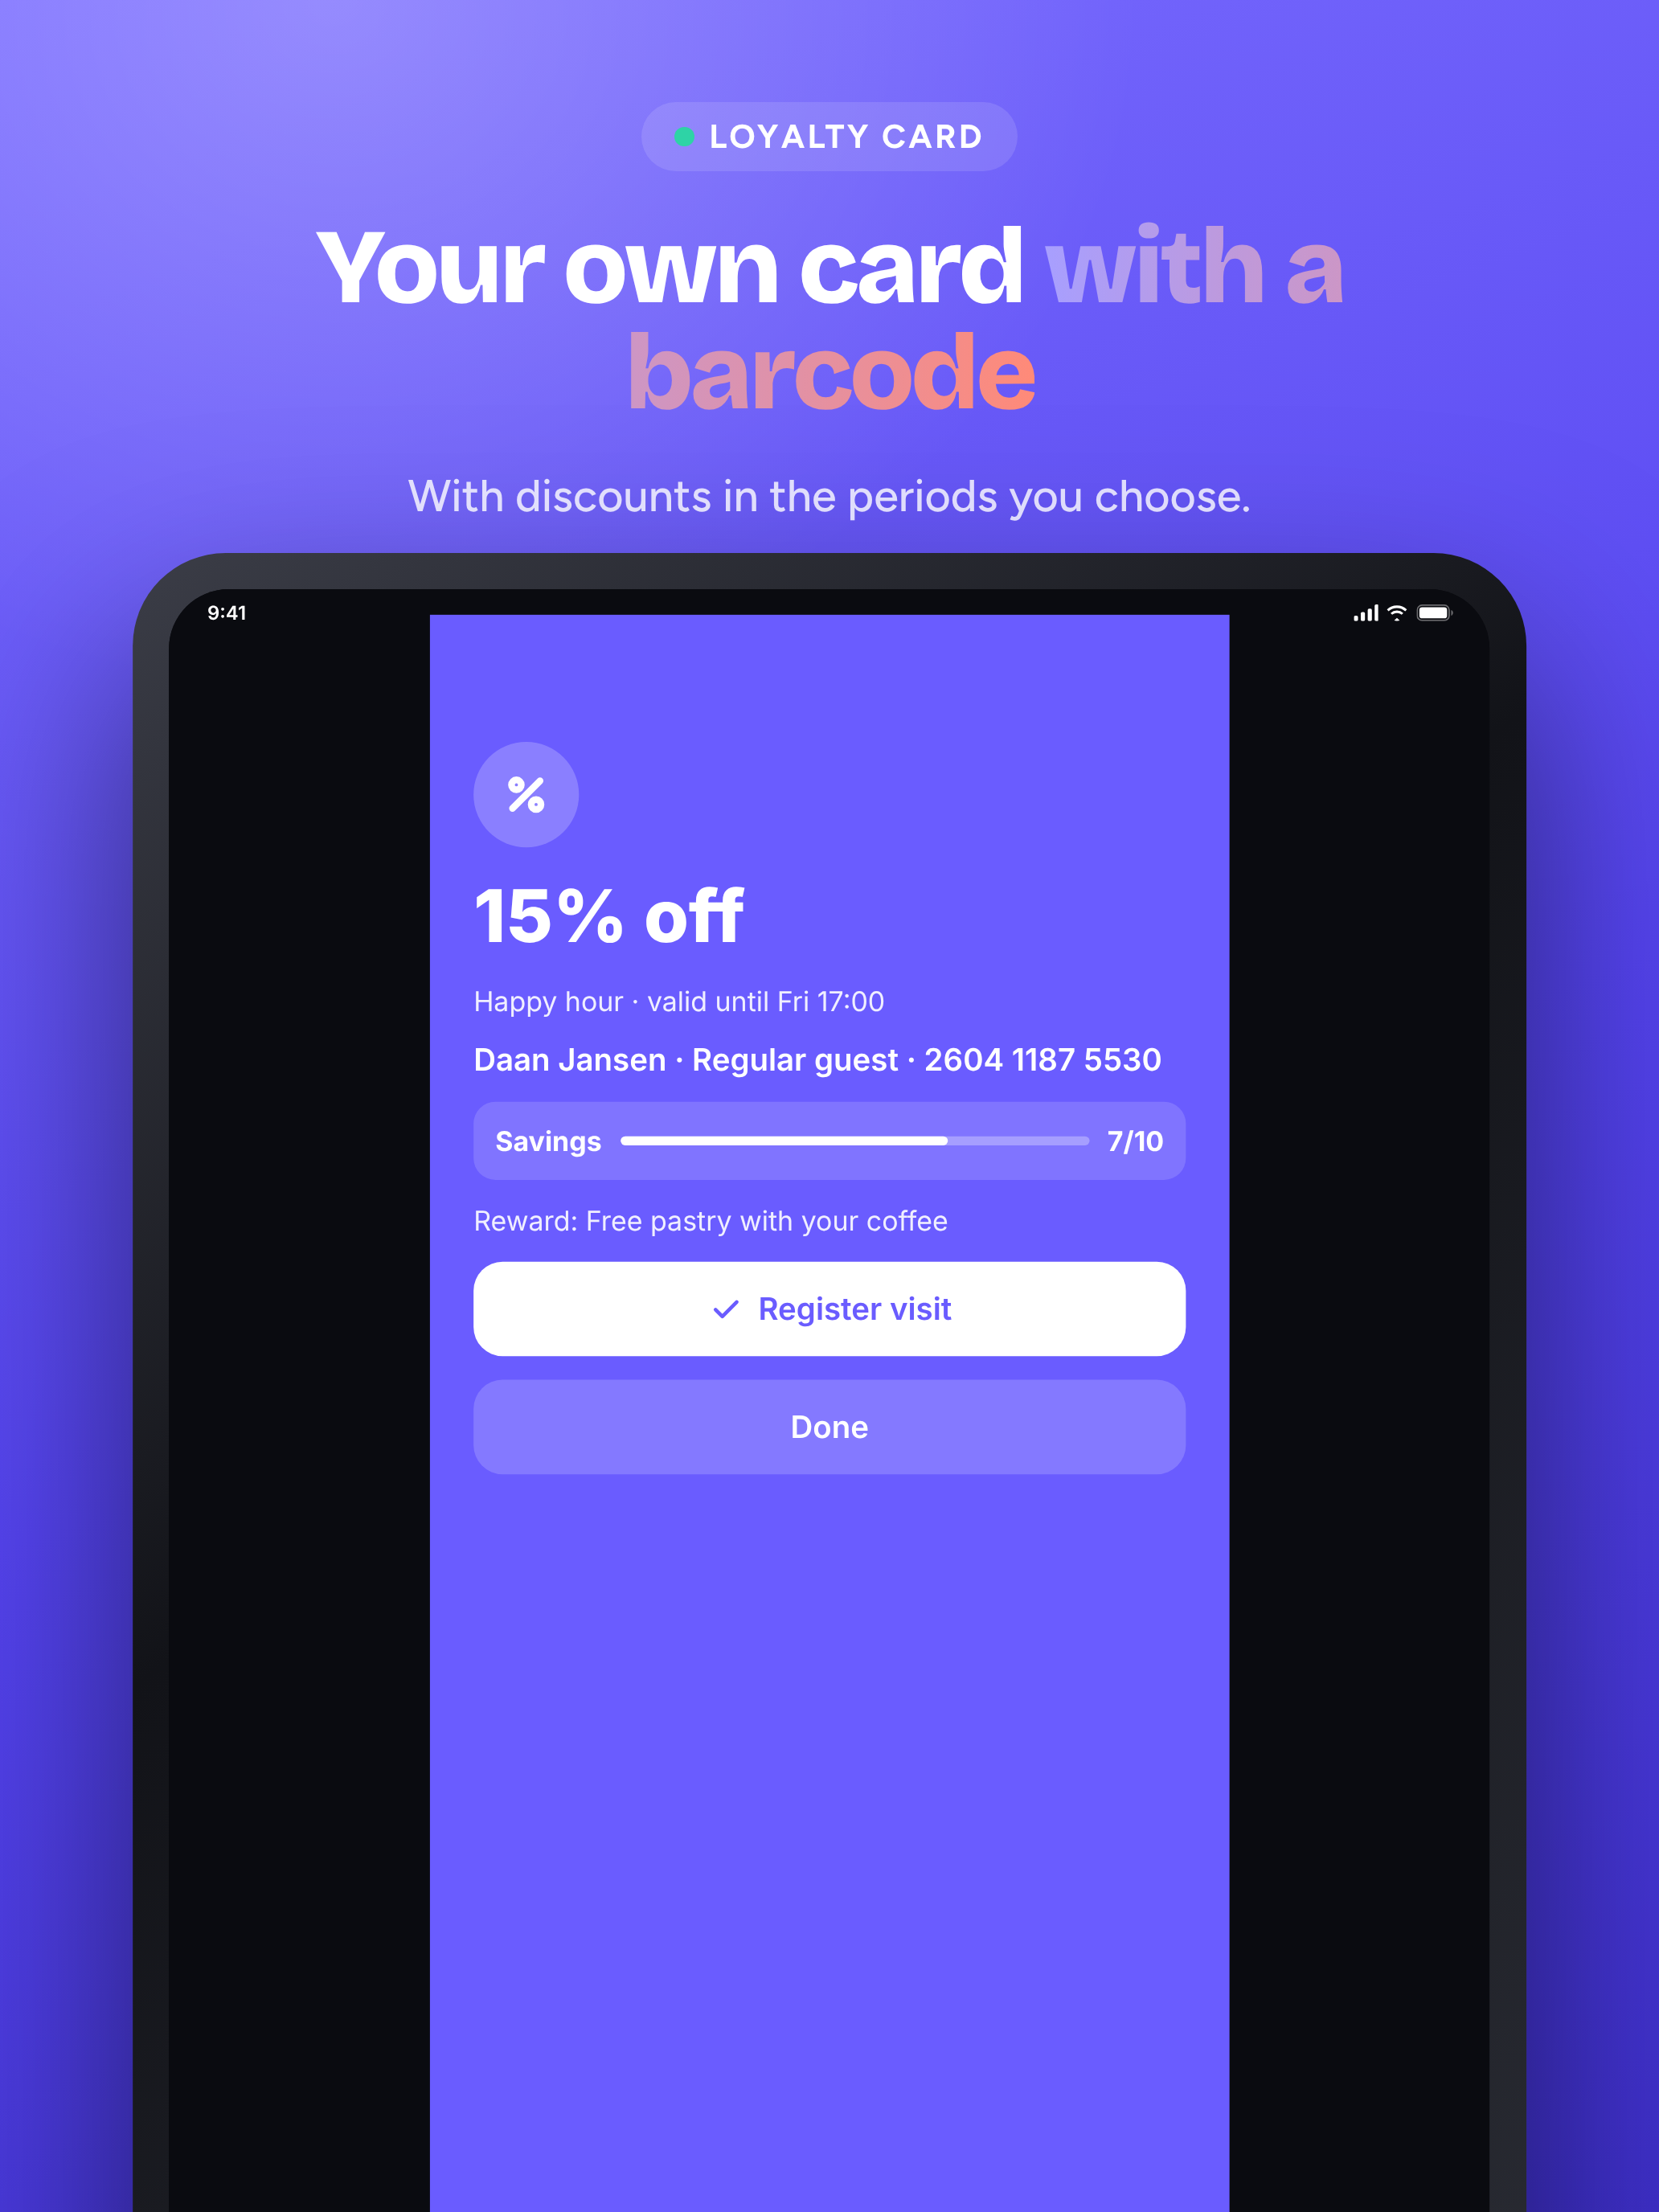 LOYALTY CARD
Your own card with a
barcode
With discounts in the periods you choose.
9:41
15% off
Happy hour · valid until Fri 17:00
Daan Jansen · Regular guest · 2604 1187 5530
Savings 7/10
Reward: Free pastry with your coffee
Register visit
Done